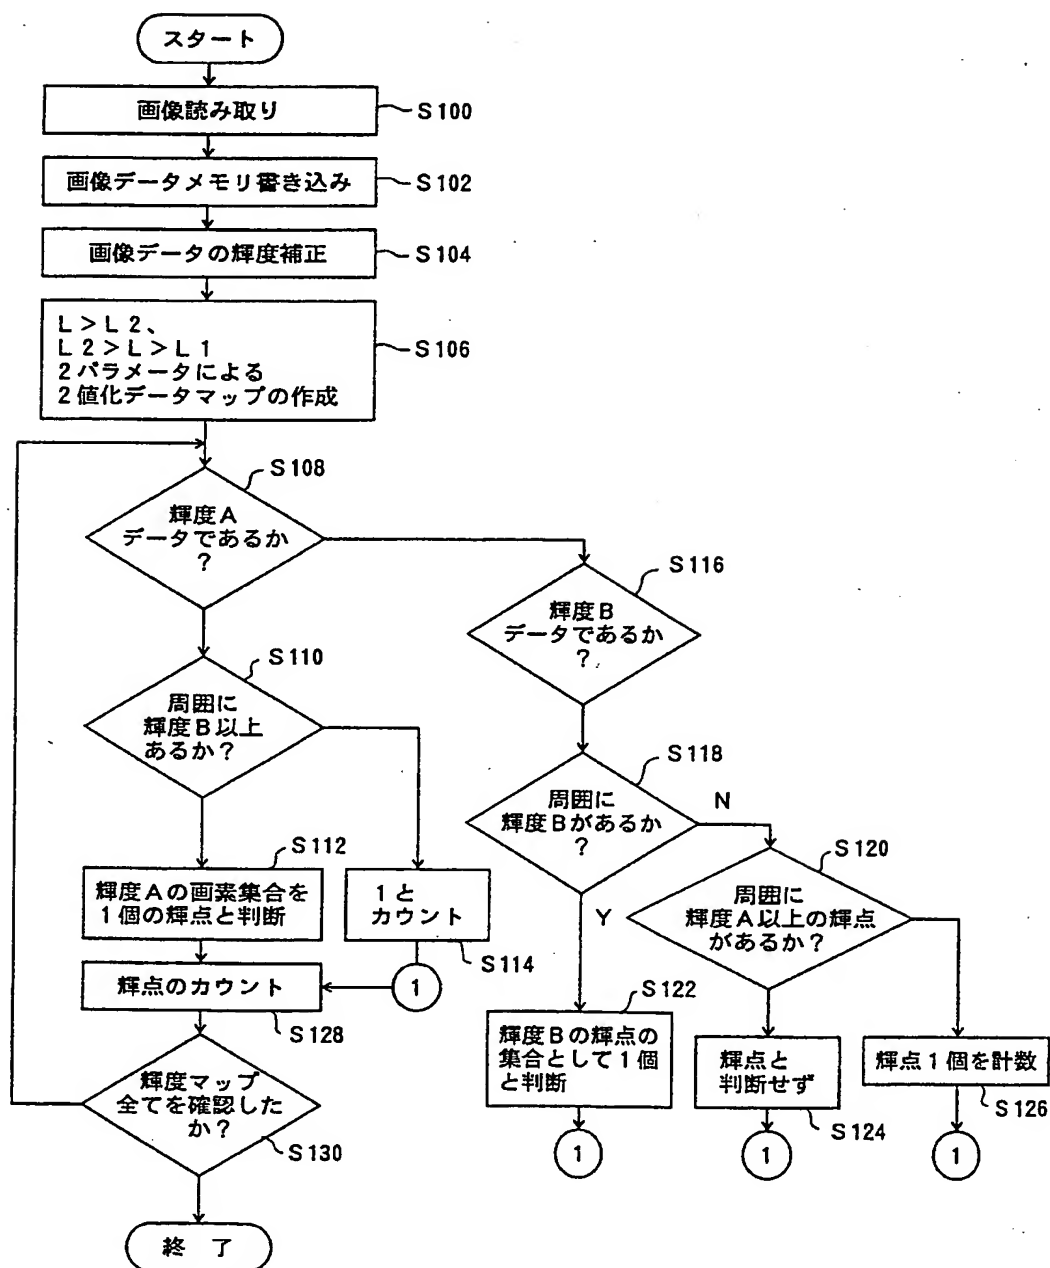 スタート
画像読み取り
S100
画像データメモリ書き込み
S102
画像データの輝度補正
S104
L>L2、
L2>L>L1
2パラメータによる
2値化データマップの作成
S106
S108
輝度A
データであるか
?
S116
輝度B
データであるか
?
S110
周囲に
輝度B以上
あるか?
S118
周囲に
輝度Bがあるか
?
N
Y
S112
輝度Aの画素集合を
1個の輝点と判断
1と
カウント
S114
S120
周囲に
輝度A以上の輝点
があるか?
輝点のカウント
S128
1
S122
輝度Bの輝点の
集合として1個
と判断
輝点と
判断せず
S124
輝点1個を計数
S126
輝度マップ
全てを確認した
か?
S130
1
1
1
終 了